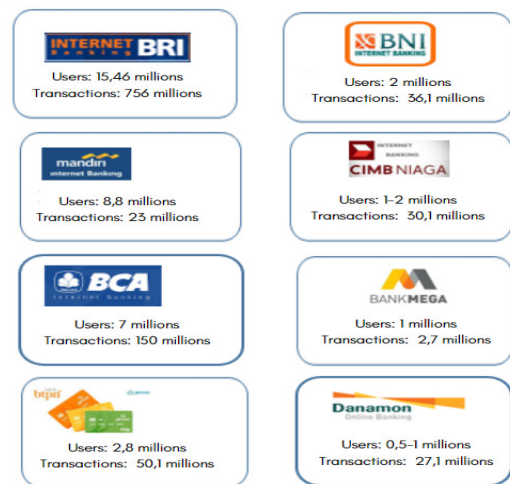 INTERNET BRI
Banking
Users: 15,46 millions
Transactions: 756 millions
BNI
INTERNET BANKING
Users: 2 millions
Transactions: 36,1 millions
mandiri
internet Banking
Users: 8,8 millions
Transactions: 23 millions
INTERNET
BANKING
CIMB NIAGA
Users: 1-2 millions
Transactions: 30,1 millions
BCA
Internet Banking
Users: 7 millions
Transactions: 150 millions
BANKMEGA
Users: 1 millions
Transactions: 2,7 millions
btpn
Users: 2,8 millions
Transactions: 50,1 millions
Danamon
Online Banking
Users: 0,5-1 millions
Transactions: 27,1 millions